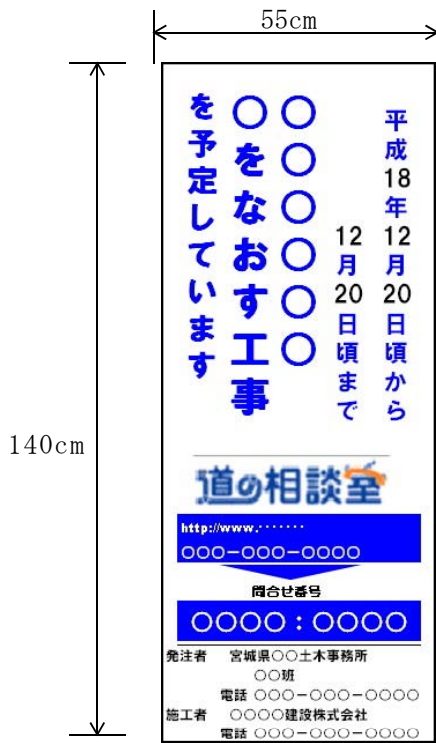 55cm
140cm
平成18年12月20日頃から
12月20日頃まで
○○○○○○
○をなおす工事
を予定しています
道の相談室
http://www.‥‥‥‥
○○○-○○○-○○○○
問合せ番号
○○○○:○○○○
発注者 宮城県○○土木事務所
○○班
電話 ○○○-○○○-○○○○
施工者 ○○○○建設株式会社
電話 ○○○-○○○-○○○○